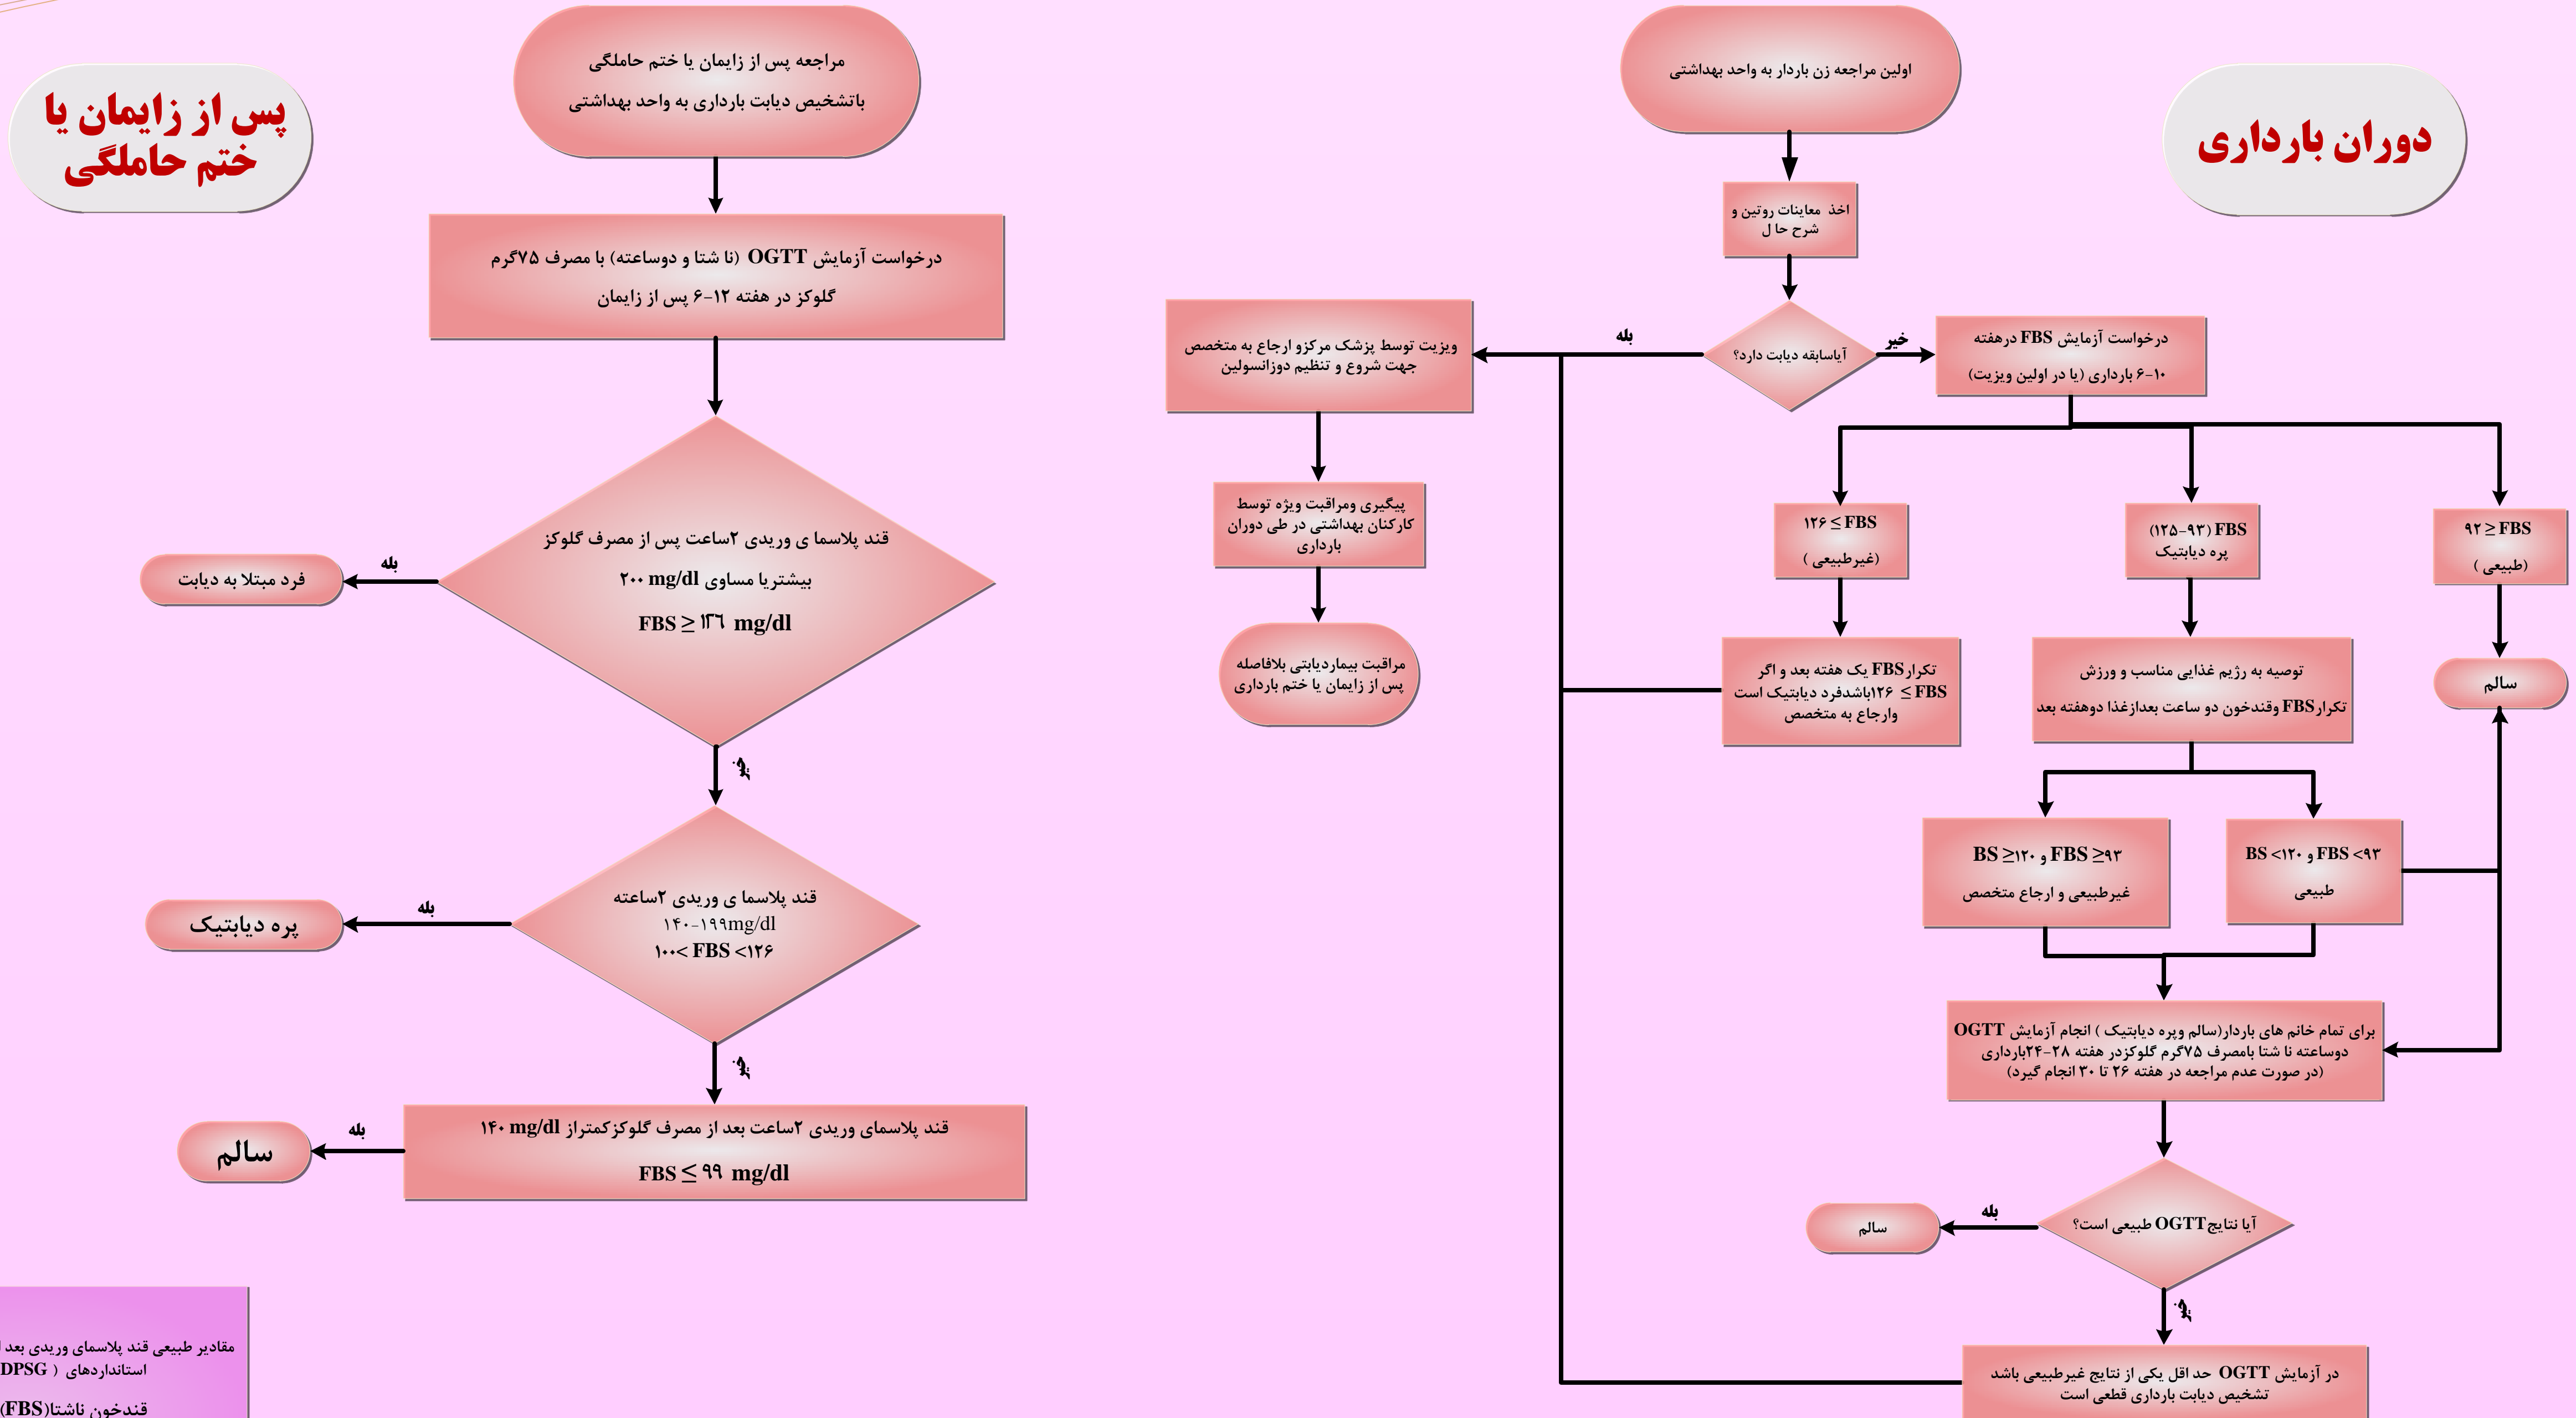 دوران بارداری
اولین مراجعه زن باردار به واحد بهداشتی
اخذ معاینات روتین و
شرح حا ل
آیاسابقه دیابت دارد؟
خیر
بله
درخواست آزمایش FBS درهفته
۶-۱۰ بارداری (یا در اولین ویزیت)
ویزیت توسط پزشک مرکزو ارجاع به متخصص
جهت شروع و تنظیم دوزانسولین
پیگیری ومراقبت ویژه توسط
کارکنان بهداشتی در طی دوران
بارداری
مراقبت بیماردیابتی بلافاصله
پس از زایمان یا ختم بارداری
۹۲ ≥ FBS
(طبیعی )
FBS (۱۲۵-۹۳)
پره دیابتیک
۱۲۶ ≤ FBS
(غیرطبیعی )
سالم
توصیه به رژیم غذایی مناسب و ورزش
تکرارFBS وقندخون دو ساعت بعدازغذا دوهفته بعد
تکرارFBS یک هفته بعد و اگر
FBS ≥ ۱۲۶باشدفرد دیابتیک است
وارجاع به متخصص
BS <۱۲۰ و FBS <۹۳
طبیعی
BS ≥۱۲۰ و FBS ≥۹۳
غیرطبیعی و ارجاع متخصص
برای تمام خانم های باردار(سالم وپره دیابتیک ) انجام آزمایش OGTT
دوساعته نا شتا بامصرف ۷۵گرم گلوکزدر هفته ۲۸-۲۴بارداری
(در صورت عدم مراجعه در هفته ۲۶ تا ۳۰ انجام گیرد)
آیا نتایجOGTT طبیعی است؟
بله
سالم
خیر
در آزمایش OGTT حد اقل یکی از نتایج غیرطبیعی باشد
تشخیص دیابت بارداری قطعی است
پس از زایمان یا
ختم حاملگی
مراجعه پس از زایمان یا ختم حاملگی
باتشخیص دیابت بارداری به واحد بهداشتی
درخواست آزمایش OGTT (نا شتا و دوساعته) با مصرف ۷۵گرم
گلوکز در هفته ۱۲-۶ پس از زایمان
قند پلاسما ی وریدی ۲ساعت پس از مصرف گلوکز
بیشتریا مساوی ۲۰۰ mg/dl
FBS ≥ ۱۲۶ mg/dl
بله
فرد مبتلا به دیابت
خیر
قند پلاسما ی وریدی ۲ساعته
۱۴۰-۱۹۹mg/dl
۱۰۰< FBS <۱۲۶
بله
پره دیابتیک
خیر
قند پلاسمای وریدی ۲ساعت بعد از مصرف گلوکزکمتراز ۱۴۰ mg/dl
FBS ≤ ۹۹ mg/dl
بله
سالم
مقادیر طبیعی قند پلاسمای وریدی بعد
استانداردهای ( DPSG
قندخون ناشتا(FBS)